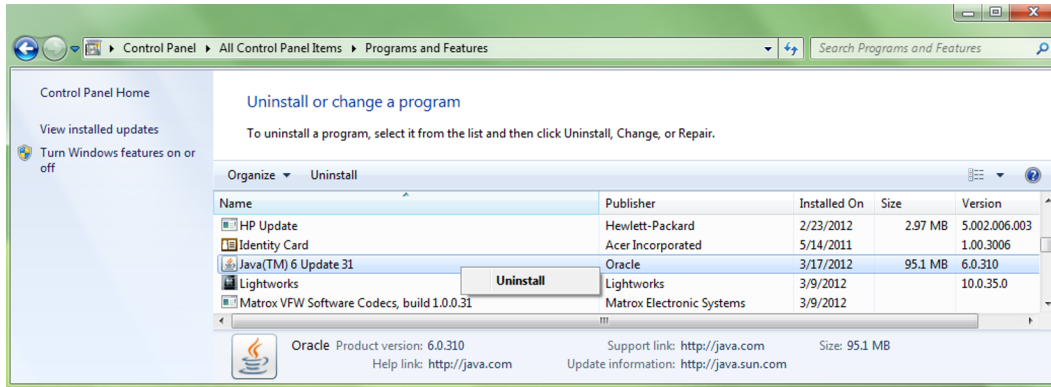 Control Panel All Control Panel Items Programs and Features Search Programs and Features
Control Panel Home
Uninstall or change a program
View installed updates
To uninstall a program, select it from the list and then click Uninstall, Change, or Repair.
Turn Windows features on or
off
Organize Uninstall
Name Publisher Installed On Size Version
HP Update Hewlett-Packard 2/23/2012 2.97 MB 5.002.006.003
Identity Card Acer Incorporated 5/14/2011 1.00.3006
Java(TM) 6 Update 31 Oracle 3/17/2012 95.1 MB 6.0.310
Uninstall
Lightworks Lightworks 3/9/2012 10.0.35.0
Matrox VFW Software Codecs, build 1.0.0.31 Matrox Electronic Systems 3/9/2012
Oracle Product version: 6.0.310 Support link: http://java.com Size: 95.1 MB
Help link: http://java.com Update information: http://java.sun.com